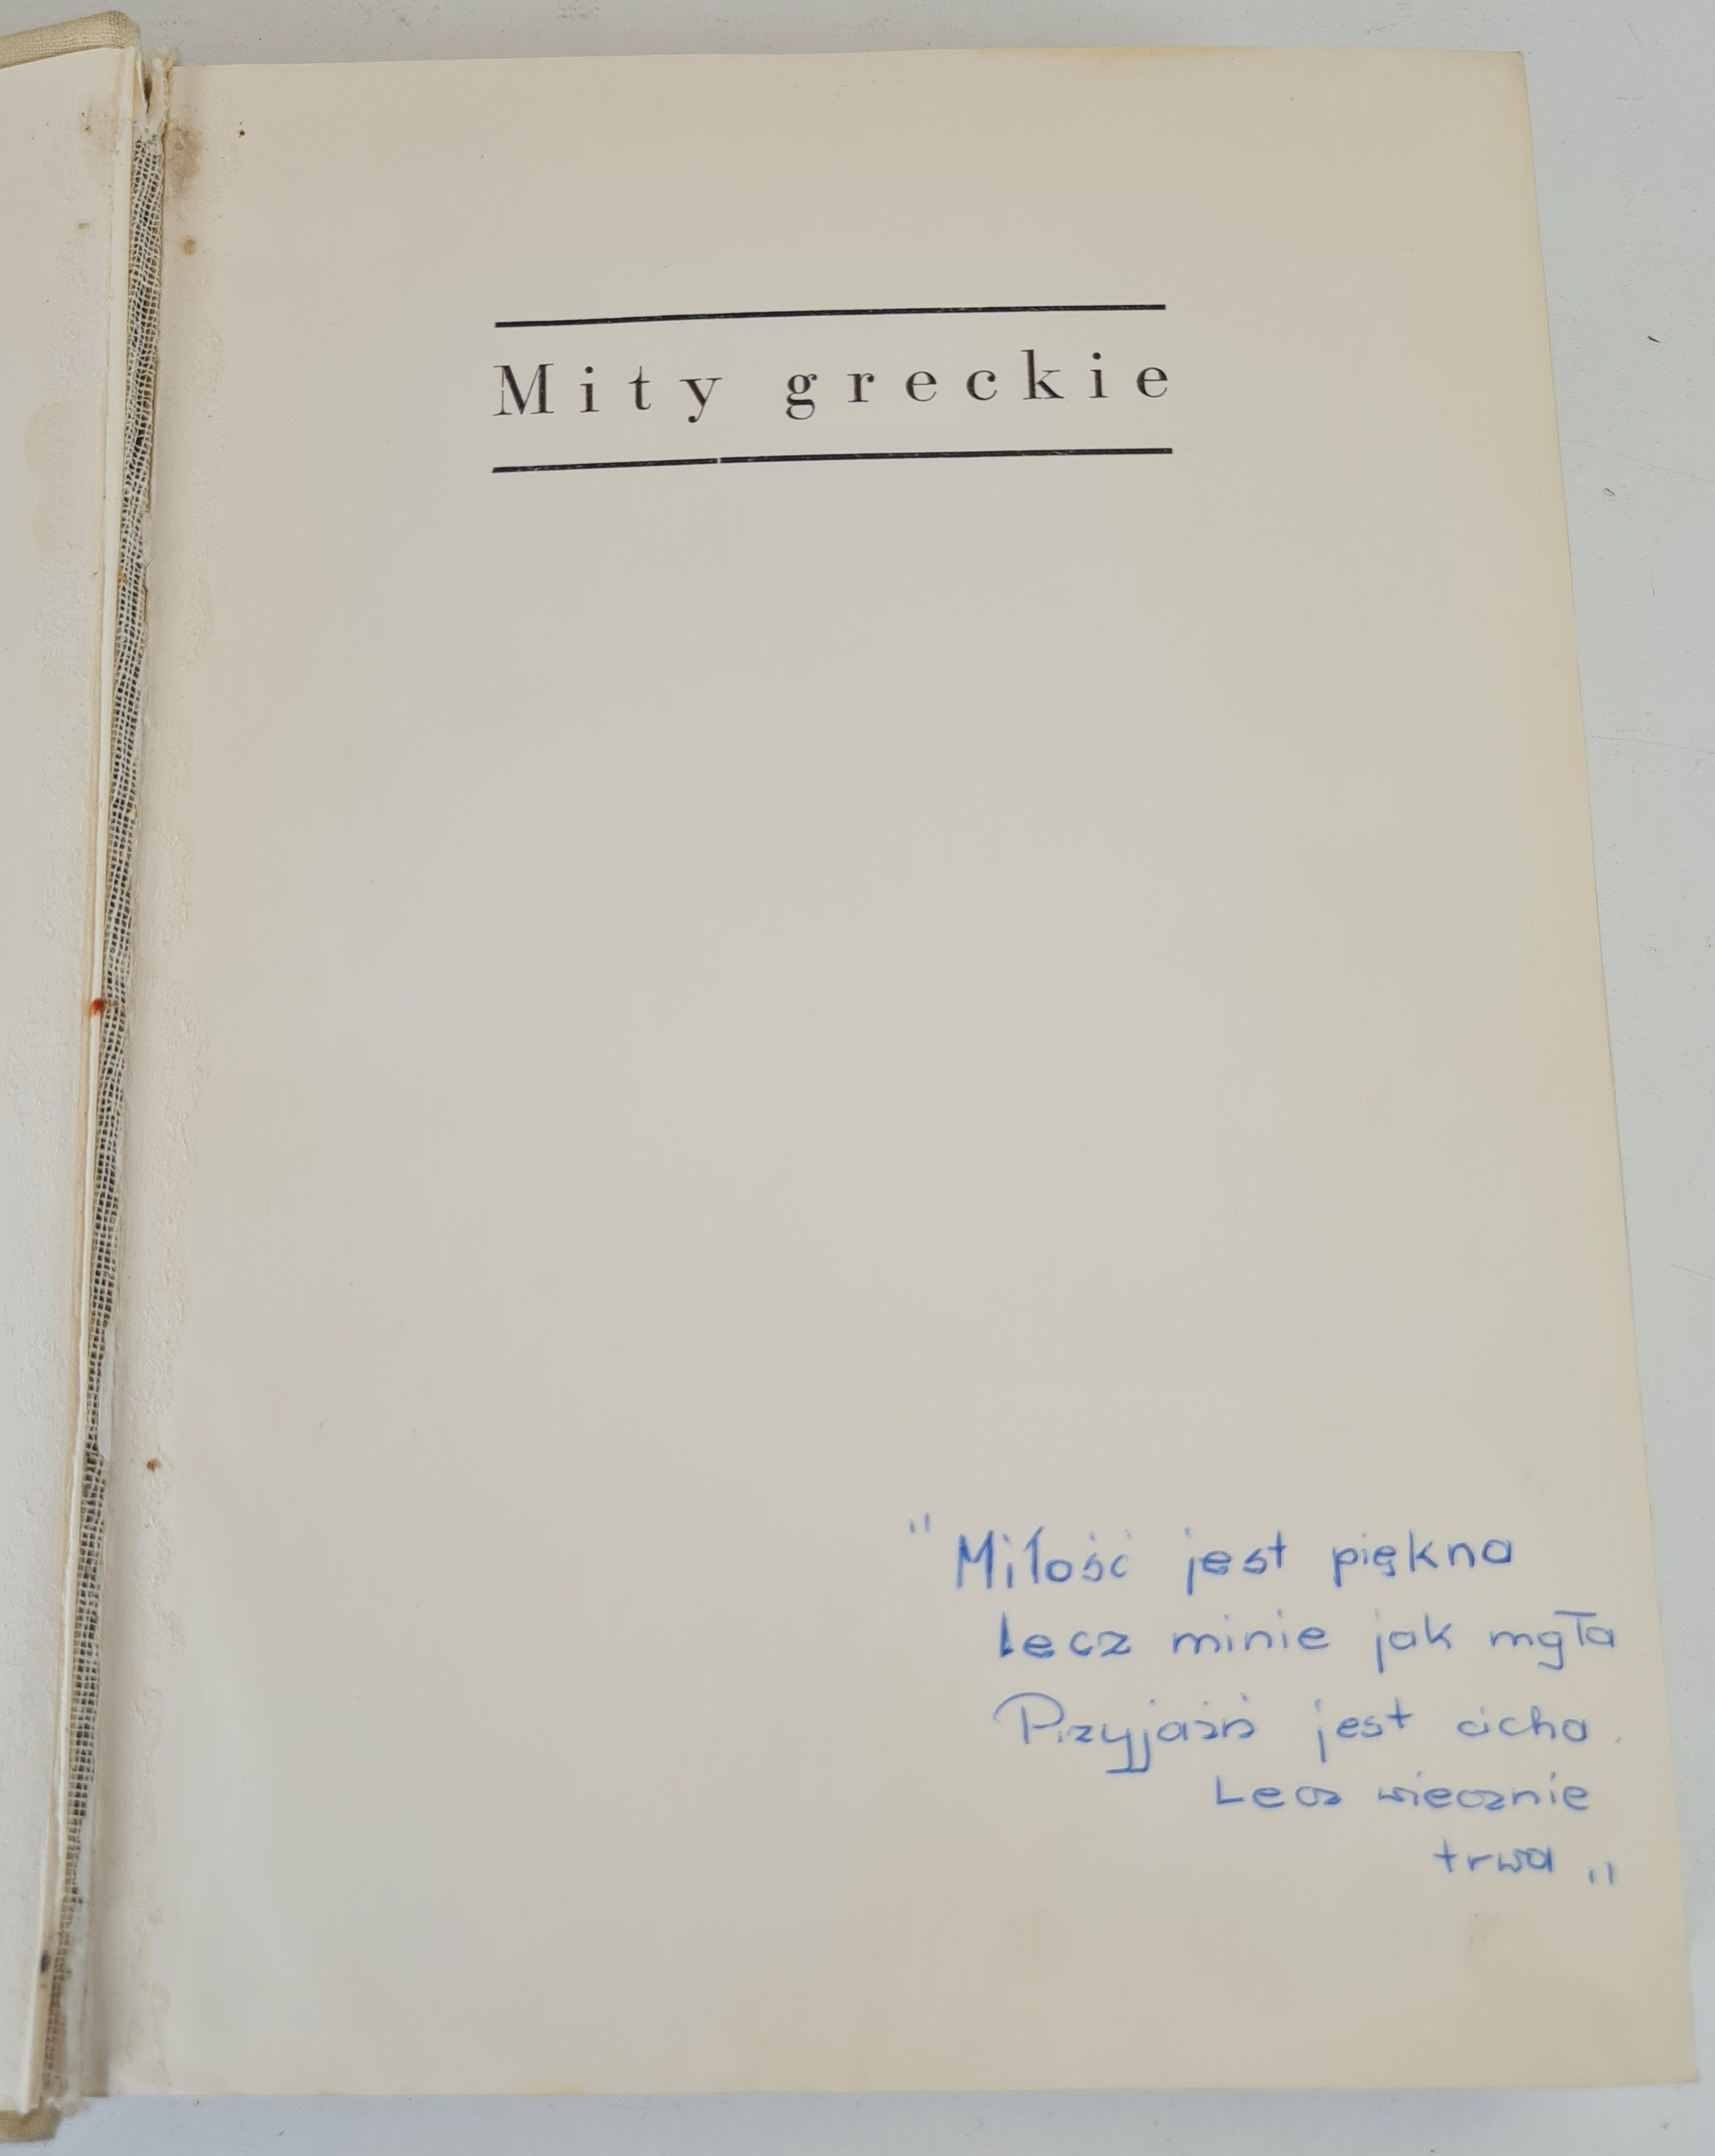 Mity greckie
" Miłość jest piękna
lecz minie jak mgła
Przyjaźń jest cicha
Lecz wiecznie
trwa „